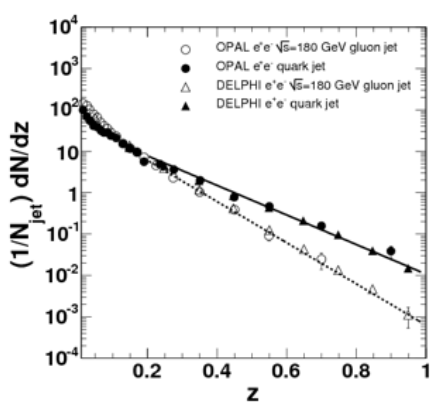 OPAL e⁺e⁻ √s=180 GeV gluon jet
OPAL e⁺e⁻ quark jet
DELPHI e⁺e⁻ √s=180 GeV gluon jet
DELPHI e⁺e⁻ quark jet
(1/N_jet) dN/dz
10⁴
10³
10²
10
1
10⁻¹
10⁻²
10⁻³
10⁻⁴
0.2 0.4 0.6 0.8 1
z